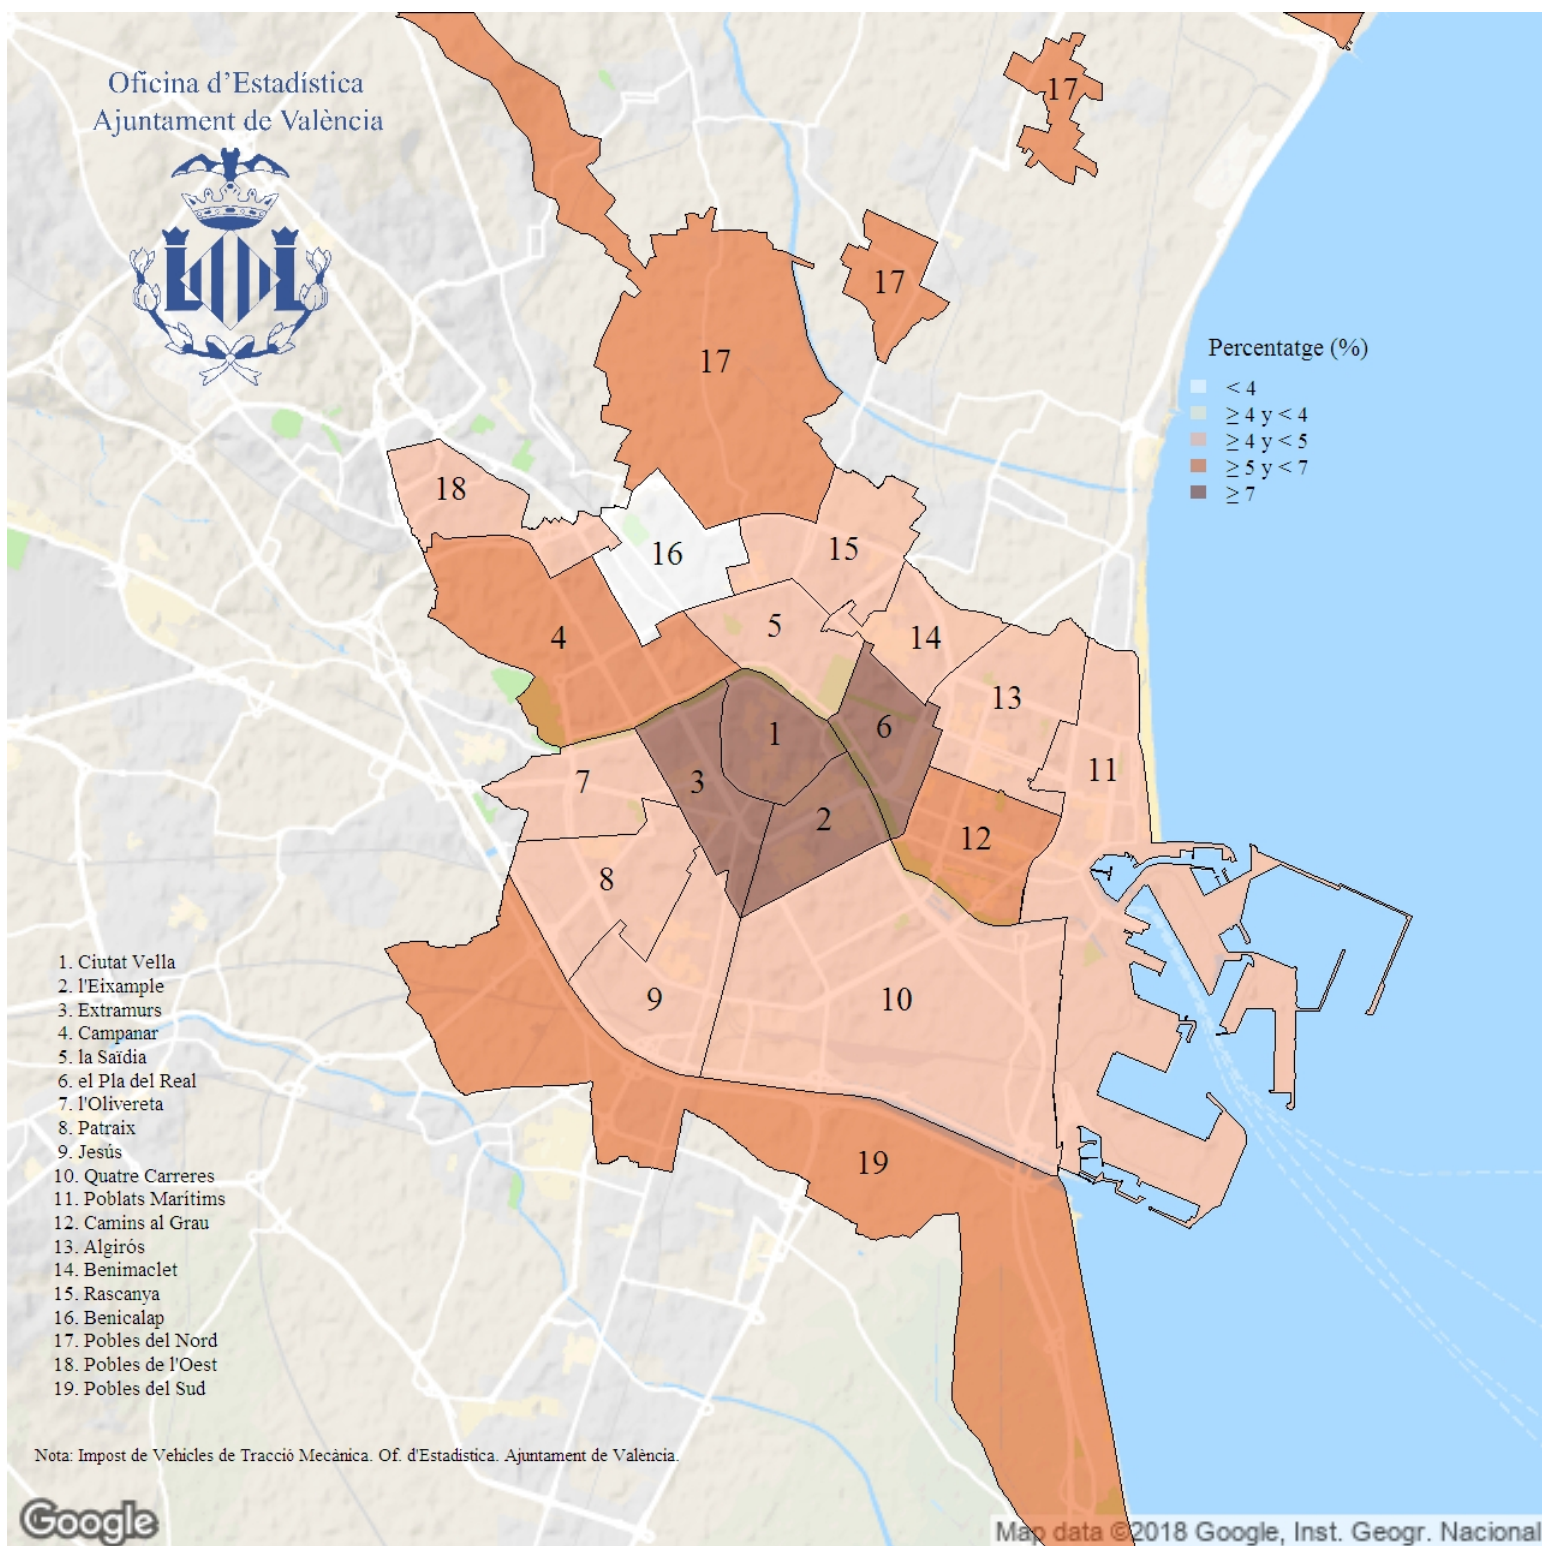 Oficina d'Estadística
Ajuntament de València
17
17
17
Percentatge (%)
< 4
≥ 4 y < 4
≥ 4 y < 5
≥ 5 y < 7
≥ 7
18
16
15
4
5
14
13
6
1
11
7
3
2
12
8
9
10
19
1. Ciutat Vella
2. l'Eixample
3. Extramurs
4. Campanar
5. la Saïdia
6. el Pla del Real
7. l'Olivereta
8. Patraix
9. Jesús
10. Quatre Carreres
11. Poblats Marítims
12. Camins al Grau
13. Algirós
14. Benimaclet
15. Rascanya
16. Benicalap
17. Pobles del Nord
18. Pobles de l'Oest
19. Pobles del Sud
Nota: Impost de Vehicles de Tracció Mecànica. Of. d'Estadística. Ajuntament de València.
Google
Map data ©2018 Google, Inst. Geogr. Nacional